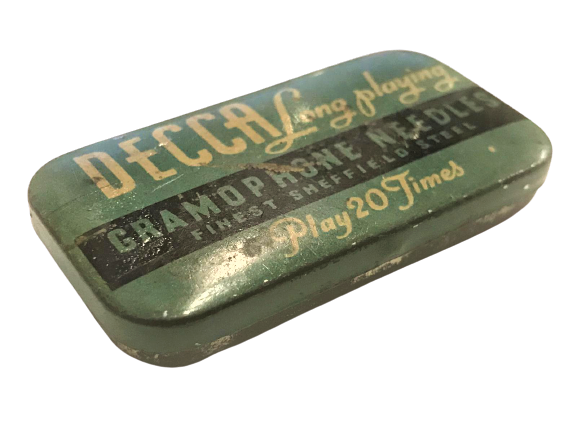 DECCA Long playing
GRAMOPHONE NEEDLES
FINEST SHEFFIELD STEEL
Play 20 Times